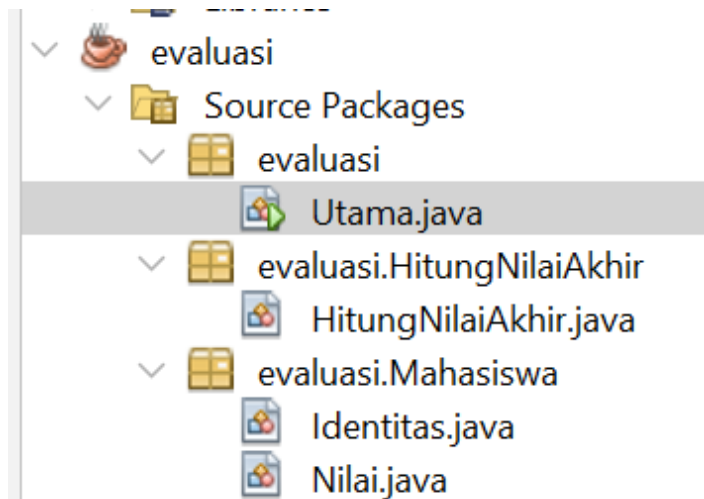 evaluasi
Source Packages
evaluasi
Utama.java
evaluasi.HitungNilaiAkhir
HitungNilaiAkhir.java
evaluasi.Mahasiswa
Identitas.java
Nilai.java